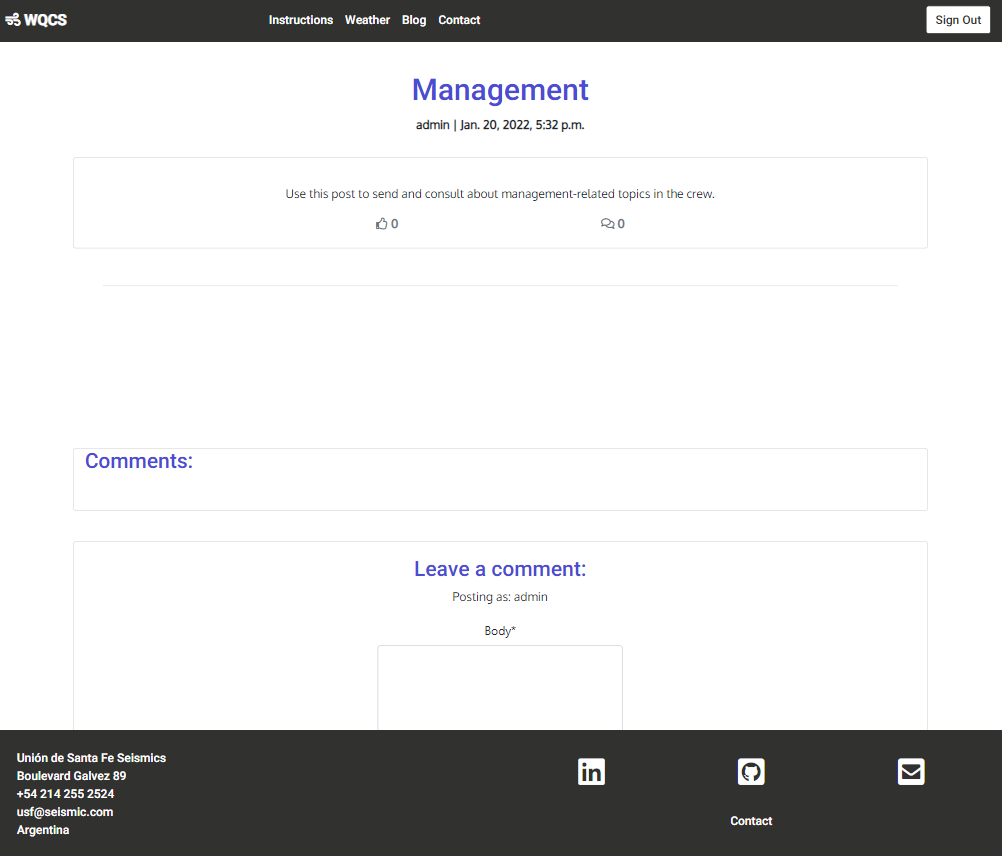 WQCS
Instructions Weather Blog Contact
Sign Out
Management
admin | Jan. 20, 2022, 5:32 p.m.
Use this post to send and consult about management-related topics in the crew.
0 0
Comments:
Leave a comment:
Posting as: admin
Body*
Unión de Santa Fe Seismics
Boulevard Galvez 89
+54 214 255 2524
usf@seismic.com
Argentina
in
Contact